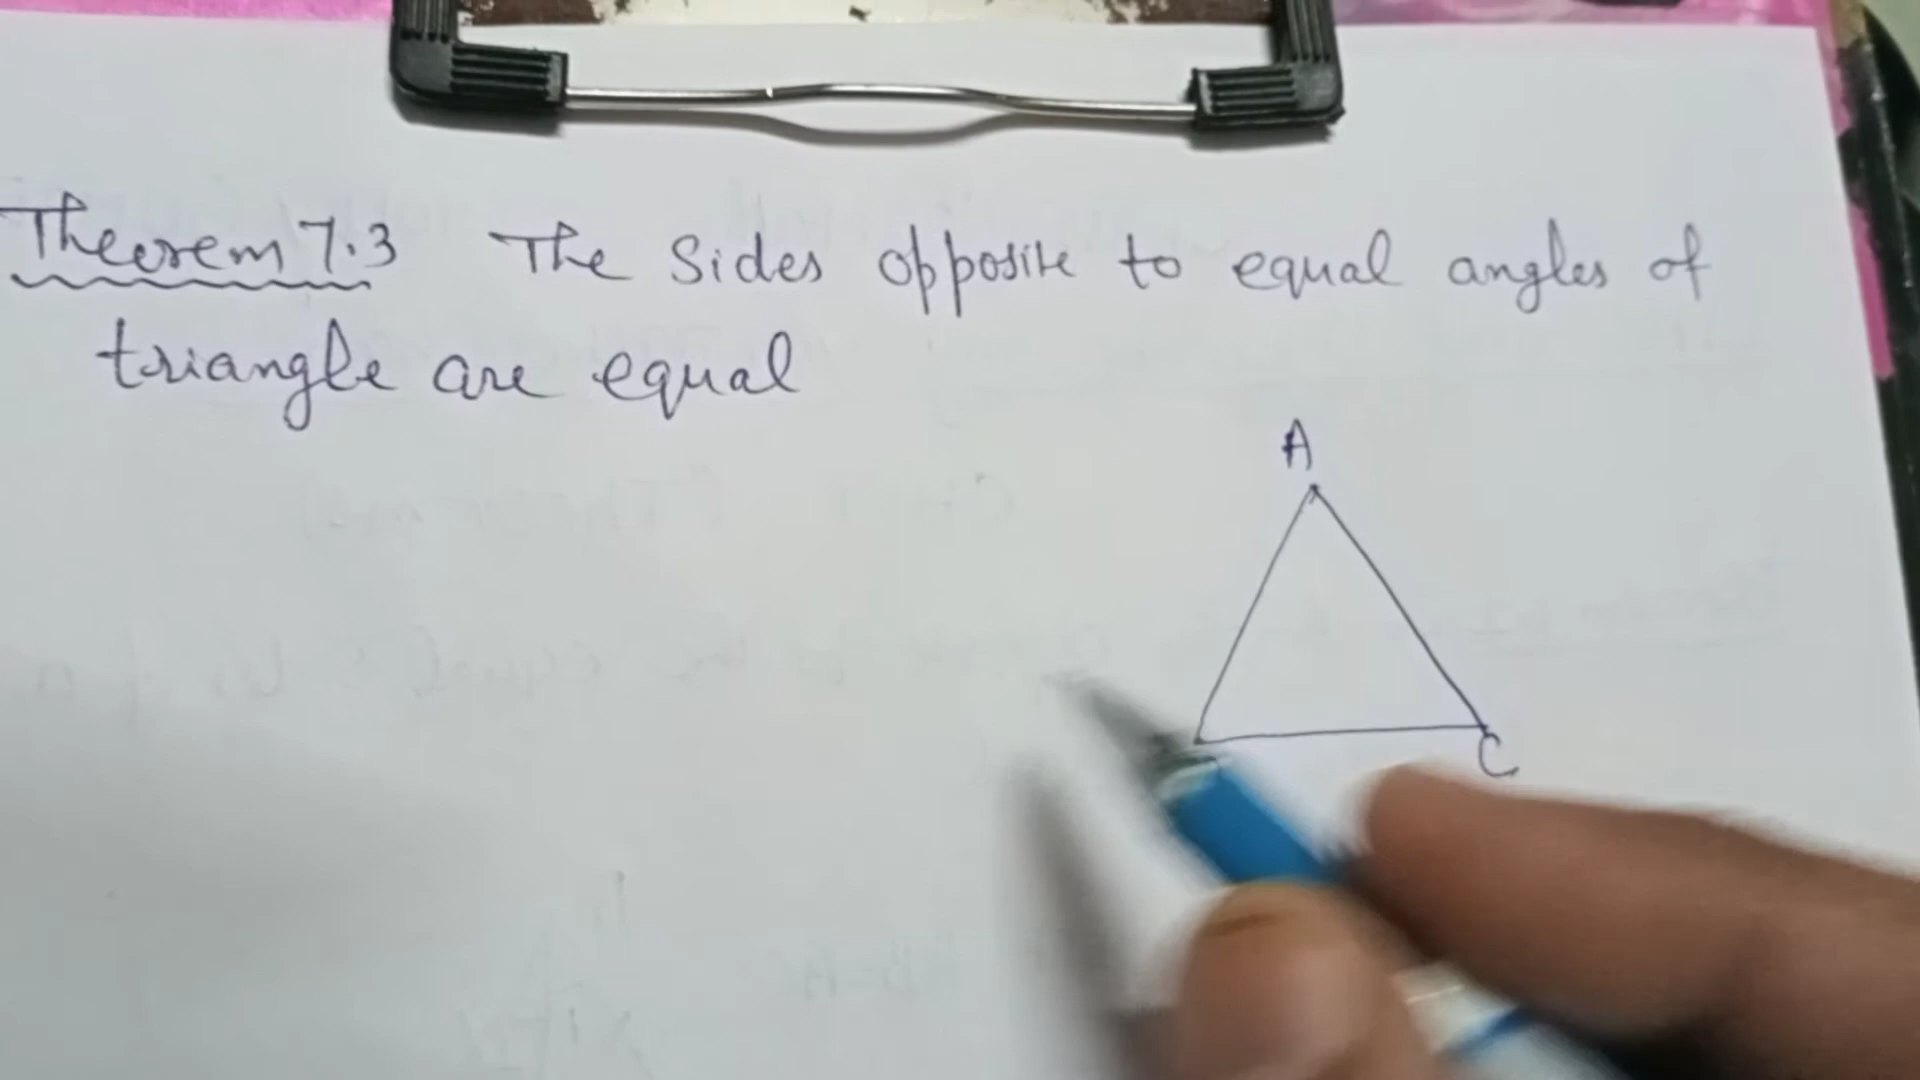 Theorem 7.3 The Sides opposite to equal angles of
triangle are equal
A
C